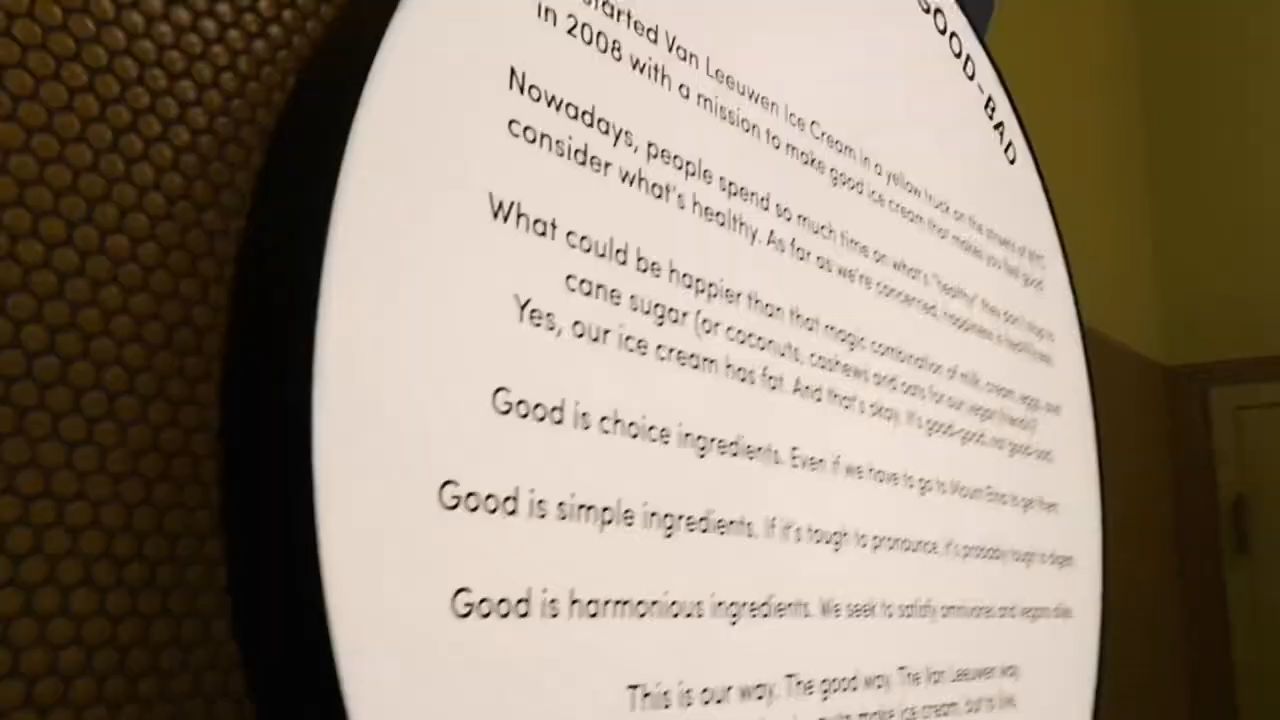 GOOD-BAD
started Van Leeuwen Ice Cream in a yellow truck on the streets of NYC
in 2008 with a mission to make good ice cream that makes you feel good.
Nowadays, people spend so much time on what's "healthy" they don't stop to
consider what's healthy. As far as we're concerned, happiness is healthiness.
What could be happier than that magic combination of milk, cream, eggs, and
cane sugar (or coconuts, cashews and oats for our vegan friends)?
Yes, our ice cream has fat. And that's okay. It's good-good, not good-bad.
Good is choice ingredients. Even if we have to go to Mount Etna to get them.
Good is simple ingredients. If it's tough to pronounce, it's probably tough to digest.
Good is harmonious ingredients. We seek to satisfy omnivores and vegans alike.
This is our way. The good way. The Van Leeuwen way.
make ice cream, but to live.